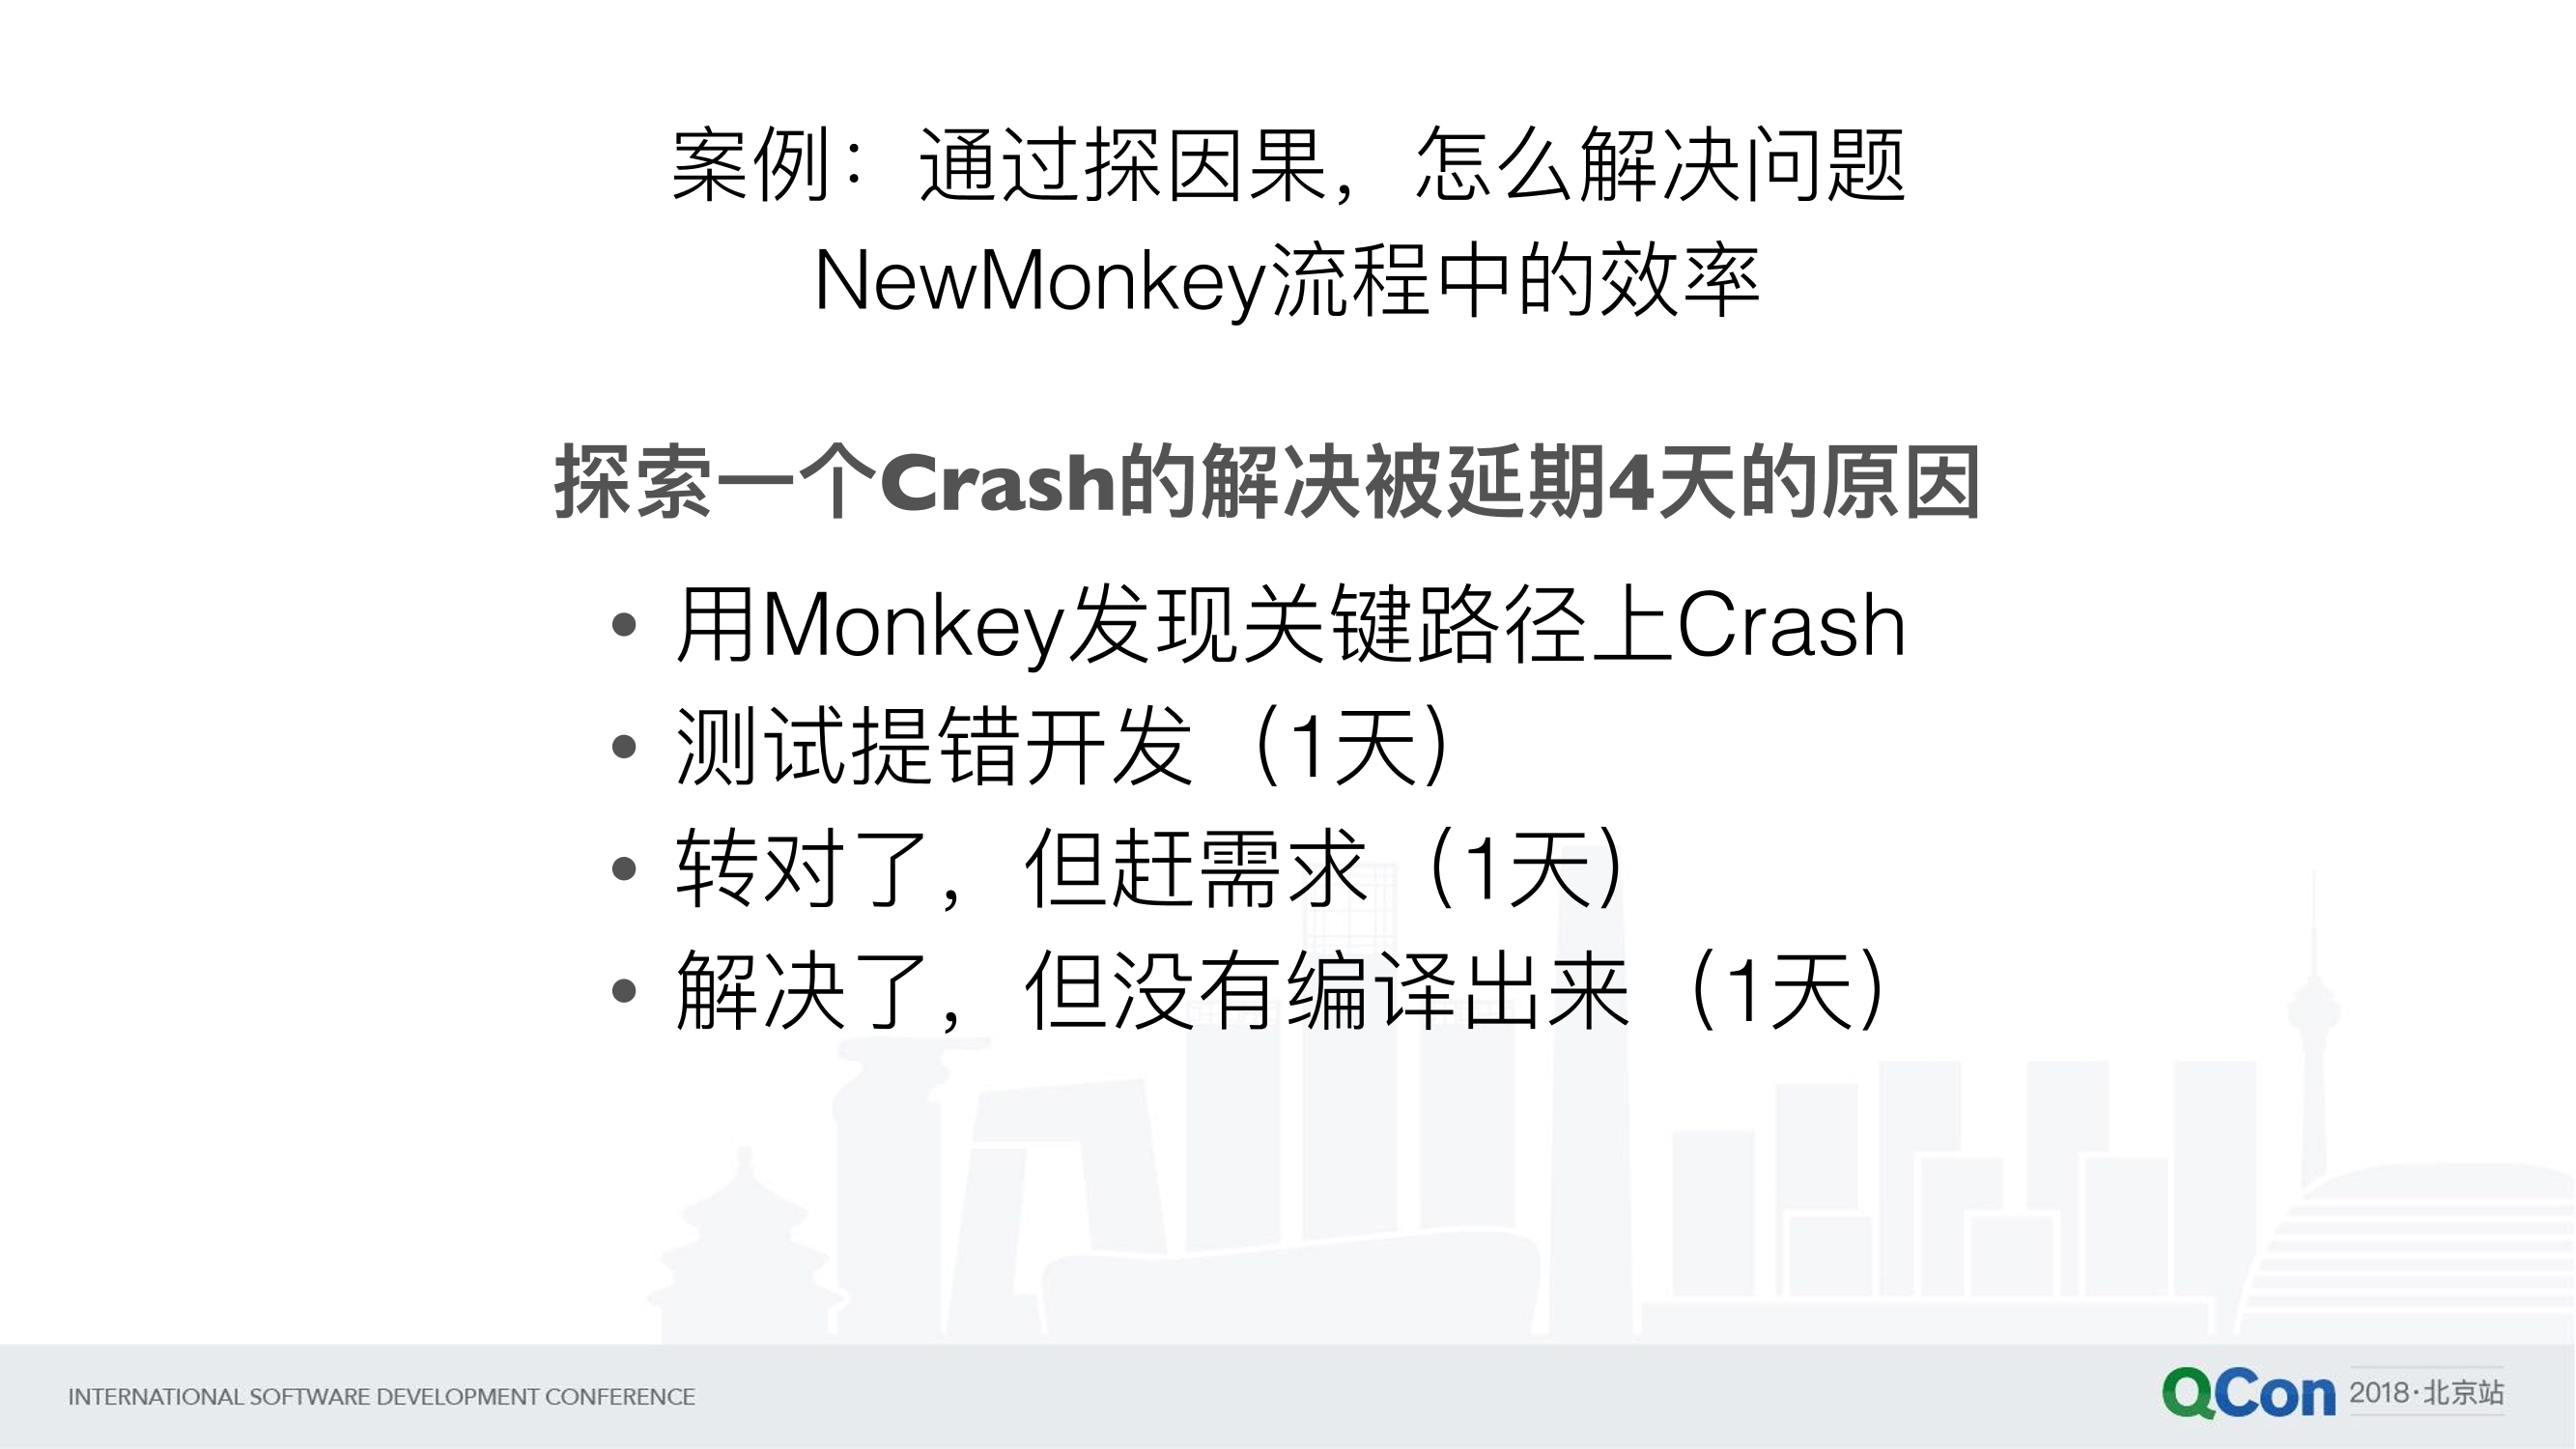 案例：通过探因果，怎么解决问题
NewMonkey流程中的效率
探索一个Crash的解决被延期4天的原因
• 用Monkey发现关键路径上Crash
• 测试提错开发（1天）
• 转对了，但赶需求（1天）
• 解决了，但没有编译出来（1天）
INTERNATIONAL SOFTWARE DEVELOPMENT CONFERENCE
QCon 2018·北京站